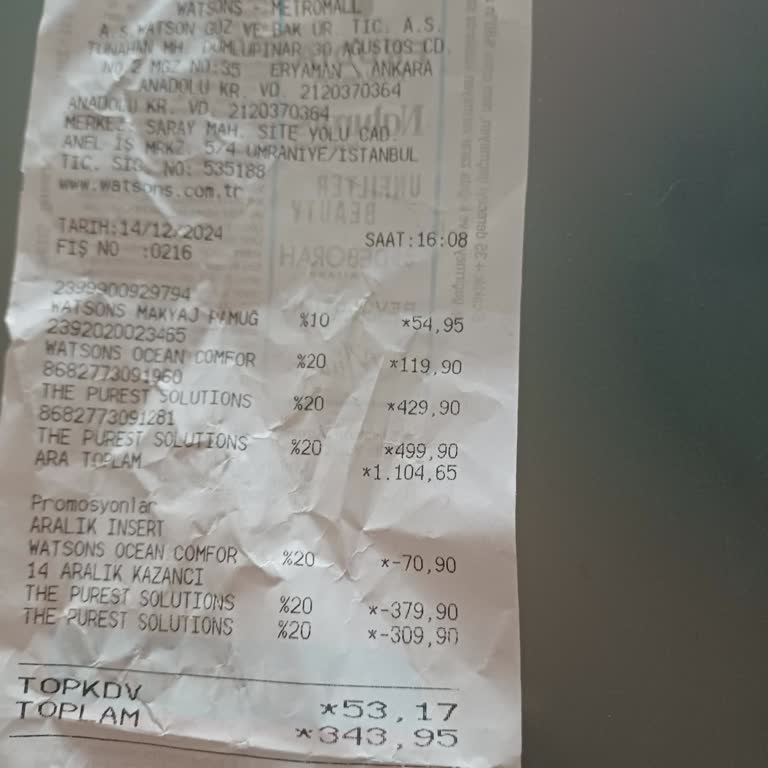 WATSONS - METROMALL
A.S. WATSON GÜZ VE BAK ÜR. TIC. A.S.
TUNAHAN MH. DUMLUPINAR 30 AGUSTOS CD.
NO 2 MGZ NO:35 ERYAMAN \ ANKARA
ANADOLU KR. VD. 2120370364
ANADOLU KR. VD. 2120370364
MERKEZ SARAY MAH. SITE YOLU CAD.
ANEL İŞ MRKZ. 5/4 ÜMRANIYE/ISTANBUL
TIC. SIC. NO: 535188
www.watsons.com.tr
TARIH:14/12/2024 SAAT:16:08
FIŞ NO :0216
2399900929794
WATSONS MAKYAJ PAMUG %10 *54,95
2392020023465
WATSONS OCEAN COMFOR %20 *119,90
8682773091960
THE PUREST SOLUTIONS %20 *429,90
8682773091281
THE PUREST SOLUTIONS %20 *499,90
ARA TOPLAM *1.104,65
Promosyonlar
ARALIK INSERT
WATSONS OCEAN COMFOR %20 *-70,90
14 ARALIK KAZANCI
THE PUREST SOLUTIONS %20 *-379,90
THE PUREST SOLUTIONS %20 *-309,90
TOPKDV *53,17
TOPLAM *343,95